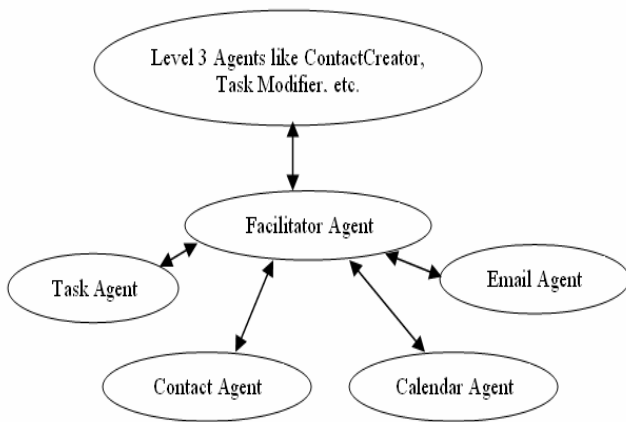 Level 3 Agents like ContactCreator,
Task Modifier, etc.
Facilitator Agent
Task Agent
Email Agent
Contact Agent
Calendar Agent